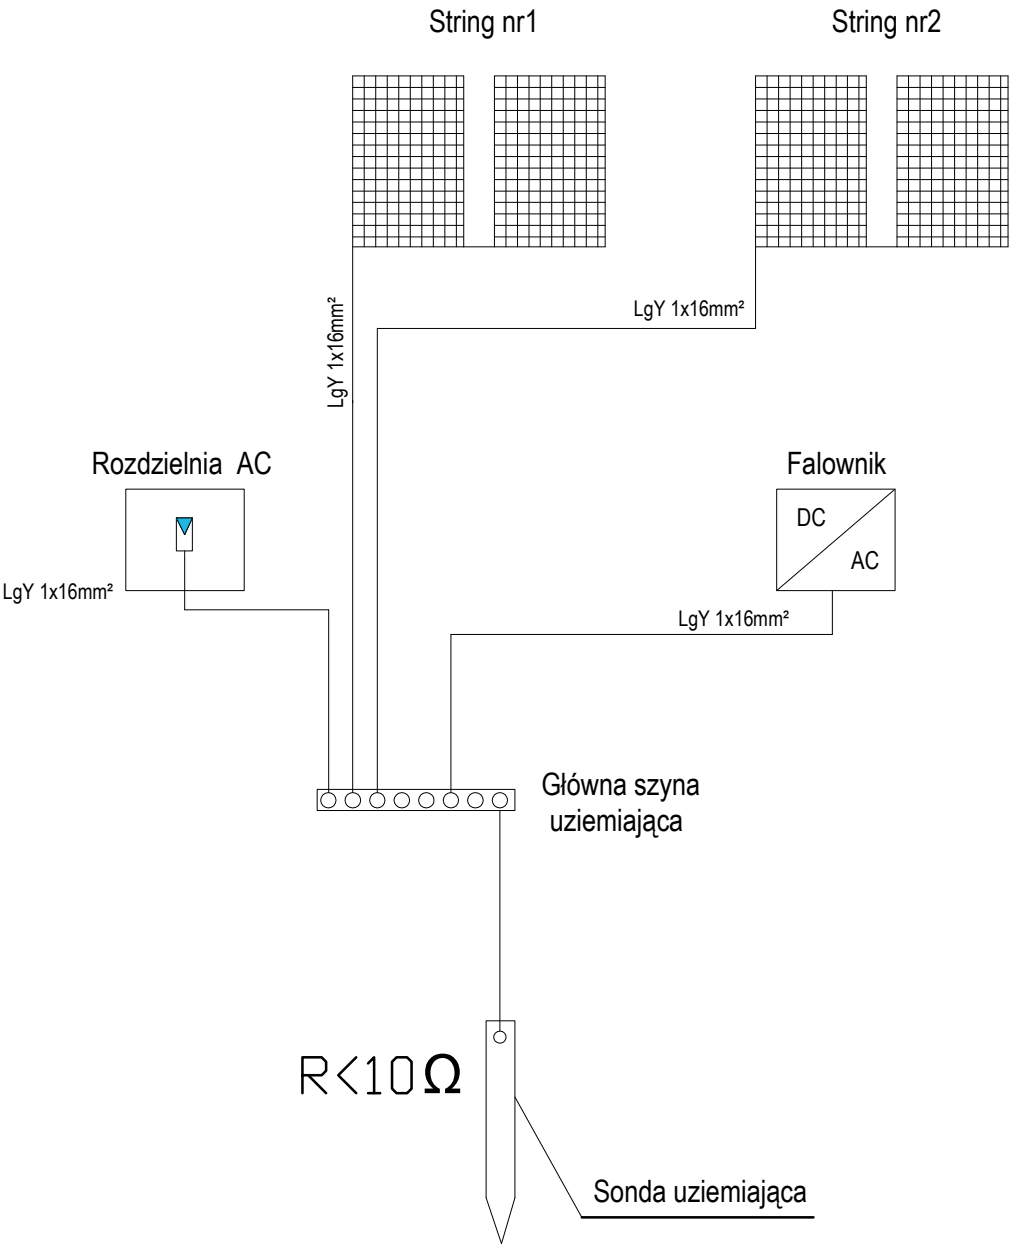 String nr1
String nr2
LgY 1x16mm²
LgY 1x16mm²
Rozdzielnia AC
Falownik
DC
AC
LgY 1x16mm²
LgY 1x16mm²
Główna szyna
uziemiająca
R<10Ω
Sonda uziemiająca